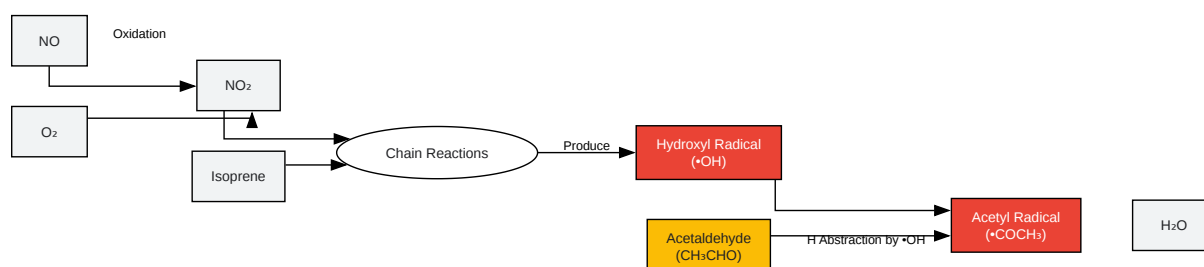 NO
Oxidation
NO₂
O₂
Isoprene
Chain Reactions
Produce
Hydroxyl Radical
(•OH)
Acetaldehyde
(CH₃CHO)
H Abstraction by •OH
Acetyl Radical
(•COCH₃)
H₂O